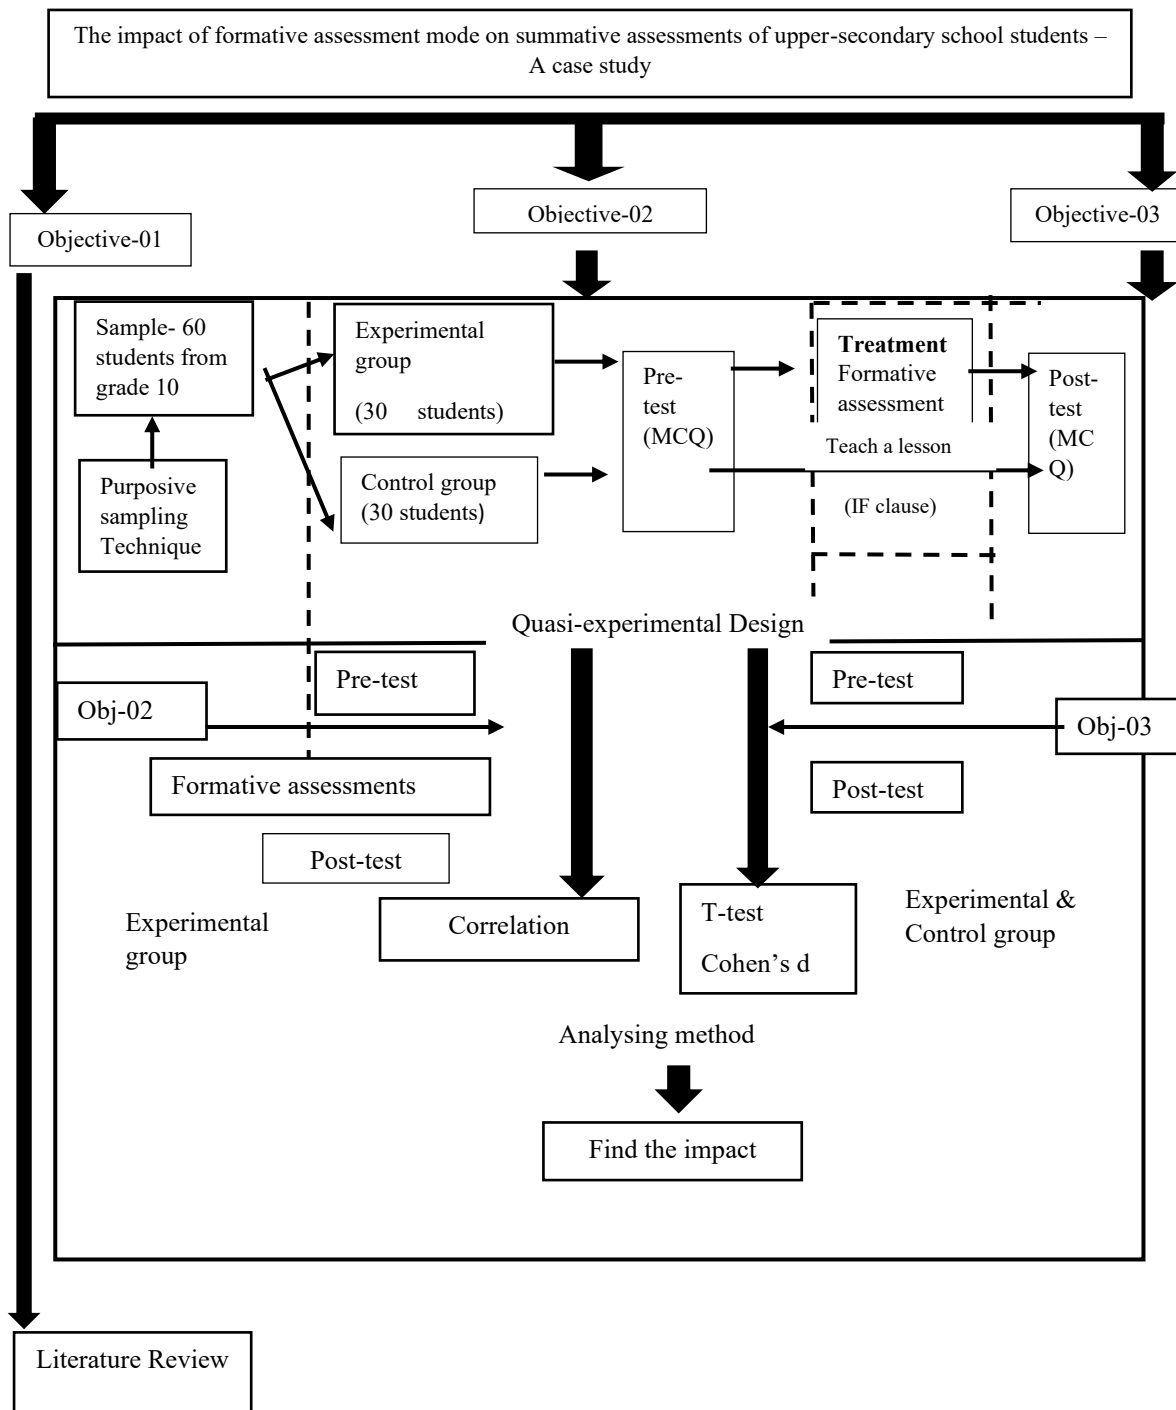 The impact of formative assessment mode on summative assessments of upper-secondary school students –
A case study
Objective-01
Objective-02
Objective-03
Sample- 60
students from
grade 10
Purposive
sampling
Technique
Experimental
group
(30 students)
Control group
(30 students)
Pre-
test
(MCQ)
Treatment
Formative
assessment
Teach a lesson
(IF clause)
Post-
test
(MC
Q)
Quasi-experimental Design
Obj-02
Pre-test
Formative assessments
Post-test
Experimental
group
Correlation
Pre-test
Obj-03
Post-test
T-test
Cohen’s d
Experimental &
Control group
Analysing method
Find the impact
Literature Review